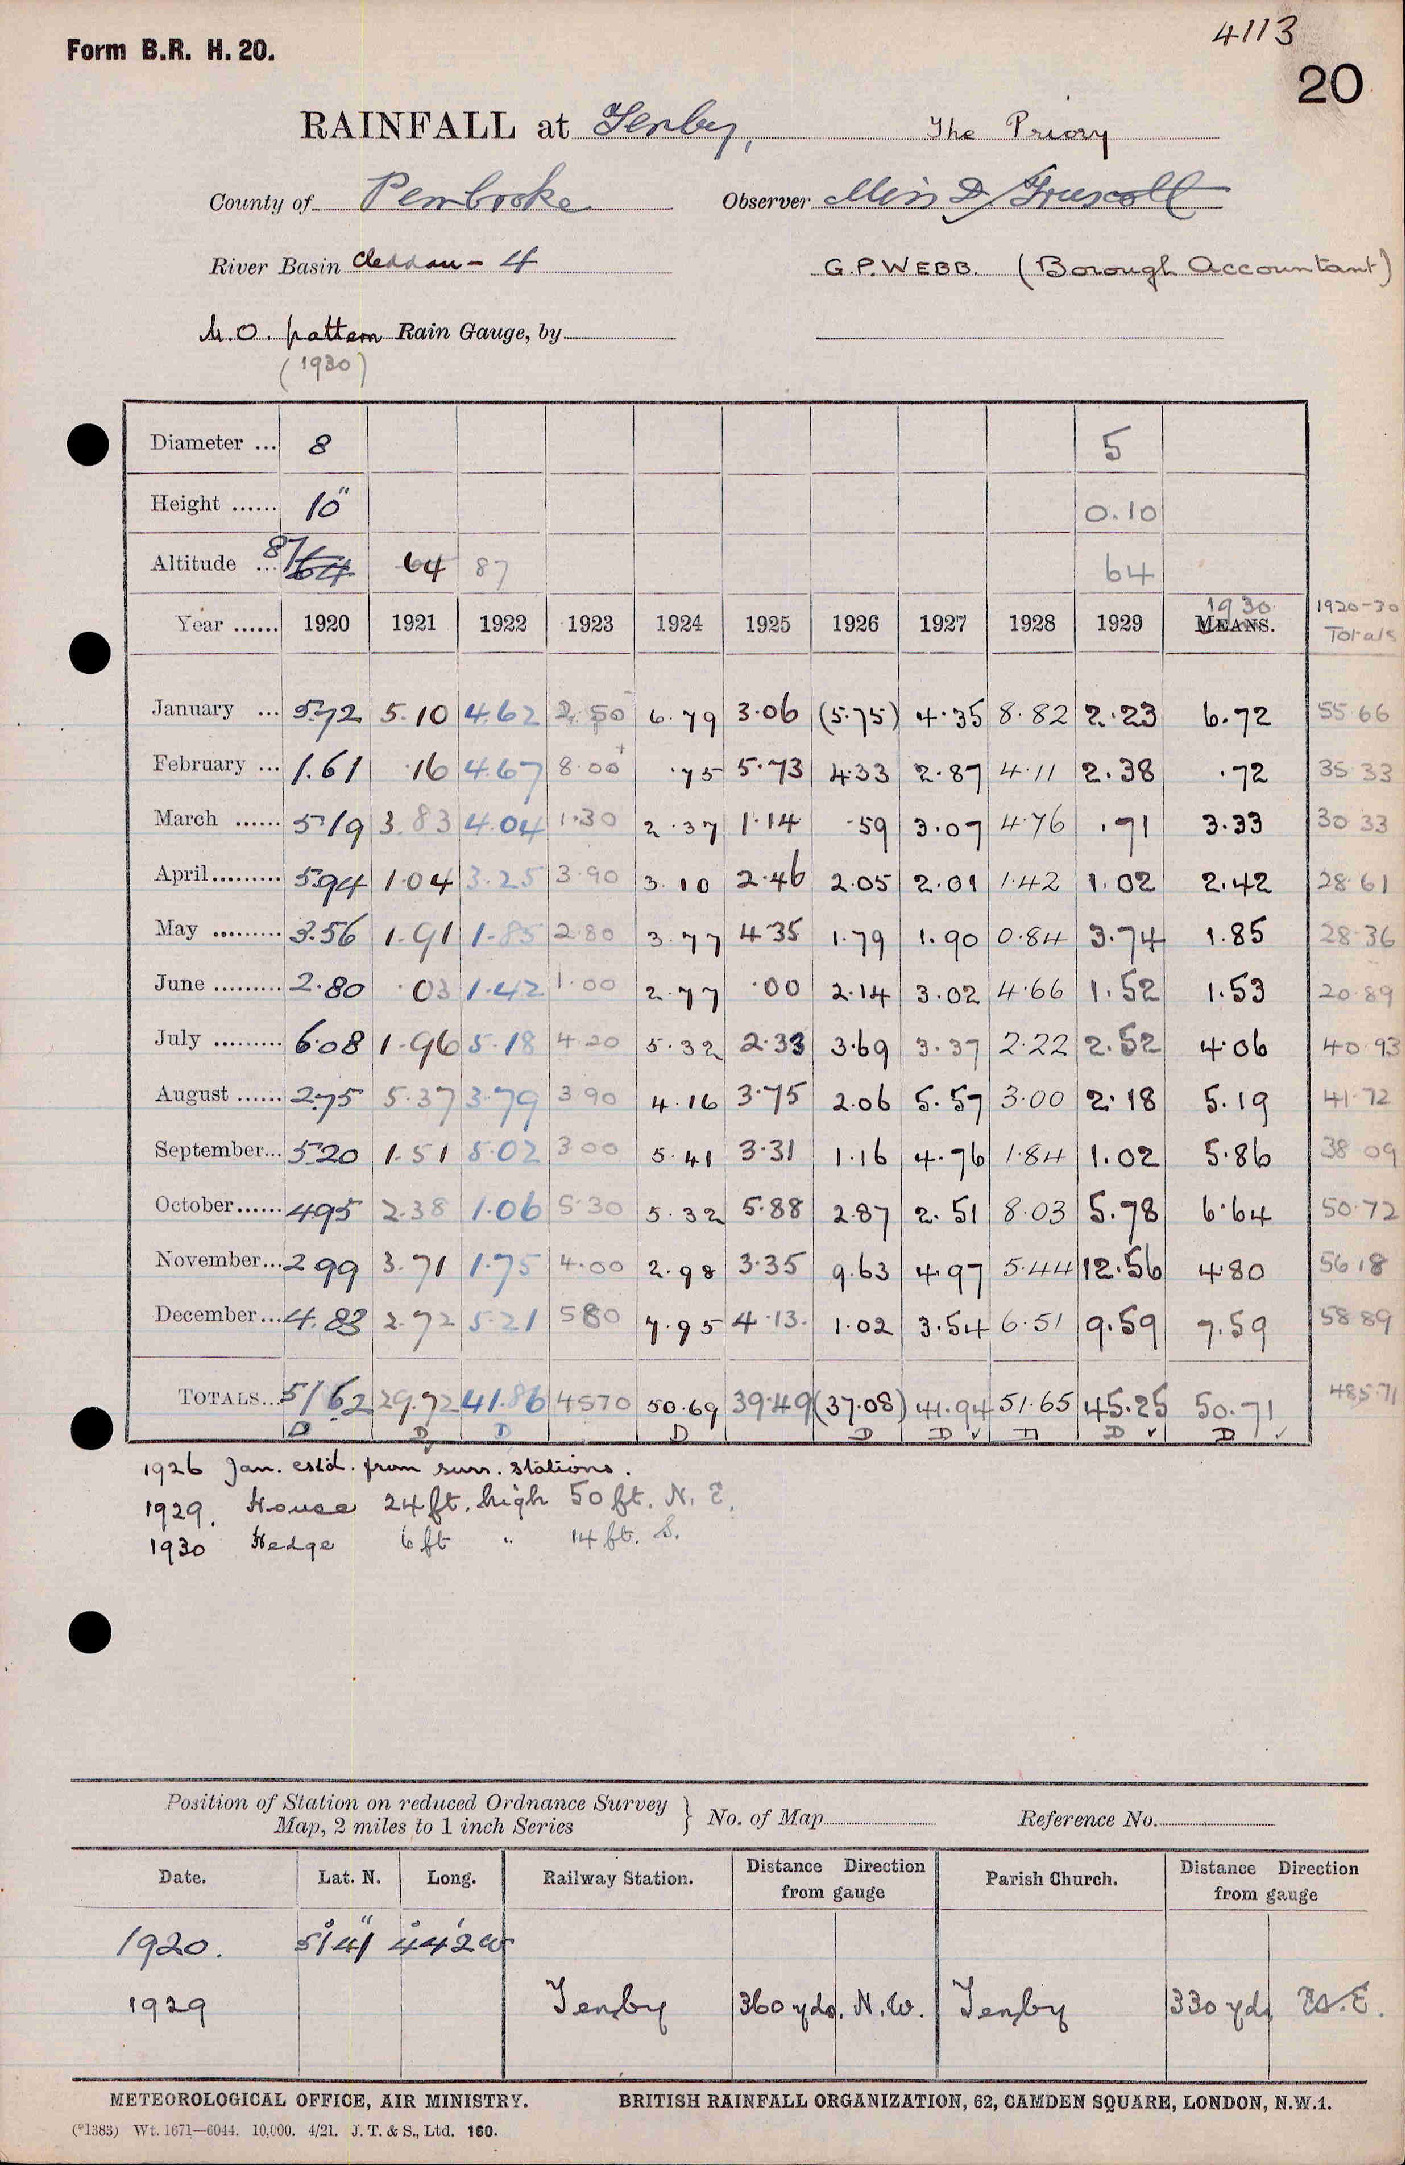 4113
Form B.R. H. 20.
20
RAINFALL at Tenby, The Priory
County of Pembroke Observer Miss D Truscott
River Basin Cleddau - 4 G.P. WEBB. (Borough Accountant)
M.O. pattern Rain Gauge, by
(1930)
Diameter ... 8 5
Height ...... 10" 0.10
Altitude ... 87 64 64 87 64
Year ...... 1920 1921 1922 1923 1924 1925 1926 1927 1928 1929 1930 MEANS. 1920-30 Totals
January ... 5.72 5.10 4.62 2.50 6.79 3.06 (5.75) 4.35 8.82 2.23 6.72 55.66
February ... 1.61 .16 4.67 8.00 .75 5.73 4.33 2.87 4.11 2.38 .72 35.33
March ...... 5.19 3.83 4.04 1.30 2.37 1.14 .59 3.07 4.76 .71 3.33 30.33
April......... 5.94 1.04 3.25 3.90 3.10 2.46 2.05 2.01 1.42 1.02 2.42 28.61
May ......... 3.56 1.91 1.85 2.80 3.77 4.35 1.79 1.90 0.84 3.74 1.85 28.36
June ......... 2.80 .03 1.42 1.00 2.77 .00 2.14 3.02 4.66 1.52 1.53 20.89
July ......... 6.08 1.96 5.18 4.20 5.32 2.33 3.69 3.37 2.22 2.52 4.06 40.93
August ...... 2.75 5.37 3.79 3.90 4.16 3.75 2.06 5.57 3.00 2.18 5.19 41.72
September... 5.20 1.51 5.02 3.00 5.41 3.31 1.16 4.76 1.84 1.02 5.86 38.09
October...... 4.95 2.38 1.06 5.30 5.32 5.88 2.87 2.51 8.03 5.78 6.64 50.72
November... 2.99 3.71 1.75 4.00 2.98 3.35 9.63 4.97 5.44 12.56 4.80 56.18
December... 4.83 2.72 5.21 5.80 7.95 4.13. 1.02 3.54 6.51 9.59 7.59 58.89
TOTALS... 51.62 29.72 41.86 45.70 50.69 39.49 (37.08) 41.94 51.65 45.25 50.71 485.71
D D D D D D D D D
1926 Jan. estd. from surr. stations.
1929. House 24 ft. high 50 ft. N.E.
1930 Hedge 6 ft " 14 ft. S.
Position of Station on reduced Ordnance Survey Map, 2 miles to 1 inch Series } No. of Map Reference No.
Date. Lat. N. Long. Railway Station. Distance Direction from gauge Parish Church. Distance Direction from gauge
1920. 51° 41" 4° 42' W
1929 Tenby 360 yds. N.W. Tenby 330 yds E.
METEOROLOGICAL OFFICE, AIR MINISTRY. BRITISH RAINFALL ORGANIZATION, 62, CAMDEN SQUARE, LONDON, N.W.1.
(*1383) Wt. 1671—6044. 10,000. 4/21. J. T. & S., Ltd. 160.